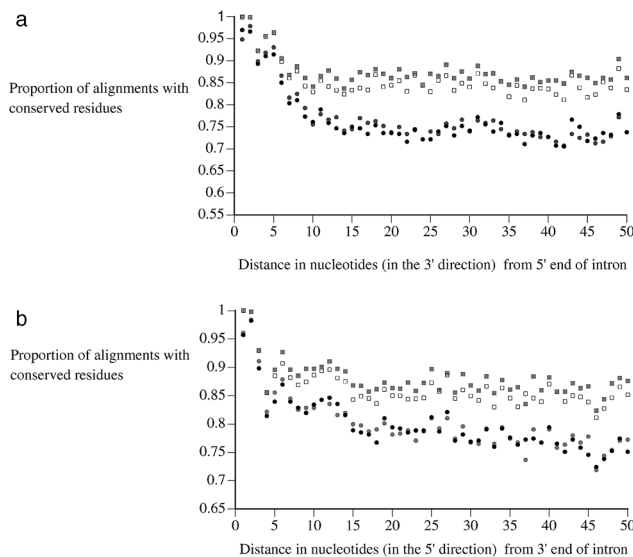 a
1
0.95
0.9
0.85
0.8
0.75
0.7
0.65
0.6
0.55
Proportion of alignments with
conserved residues
0 5 10 15 20 25 30 35 40 45 50
Distance in nucleotides (in the 3' direction) from 5' end of intron
b
1
0.95
0.9
0.85
0.8
0.75
0.7
0.65
Proportion of alignments with
conserved residues
0 5 10 15 20 25 30 35 40 45 50
Distance in nucleotides (in the 5' direction) from 3' end of intron